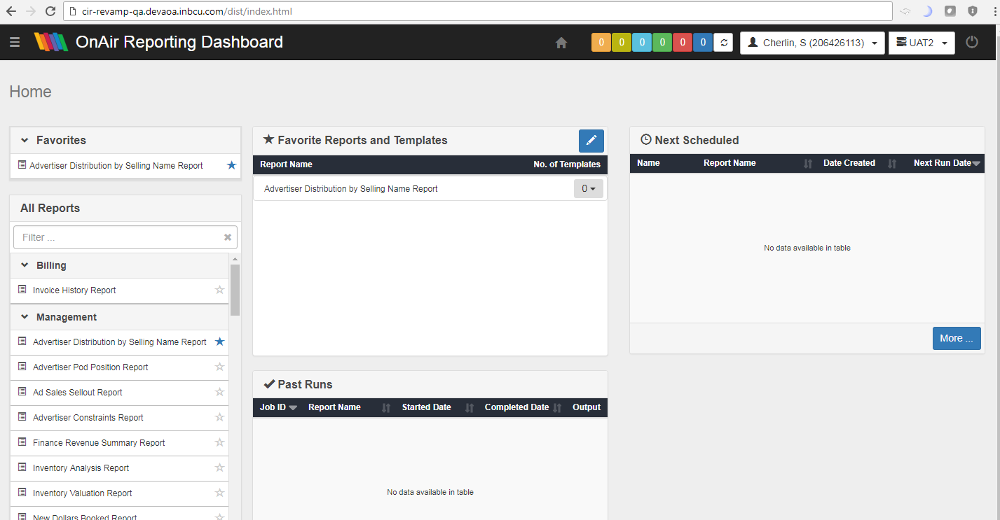 cir-revamp-qa.devaoa.inbcu.com/dist/index.html
OnAir Reporting Dashboard
0 0 0 0 0 0
Cherlin, S (206426113)
UAT2
Home
Favorites
Advertiser Distribution by Selling Name Report
All Reports
Filter ...
Billing
Invoice History Report
Management
Advertiser Distribution by Selling Name Report
Advertiser Pod Position Report
Ad Sales Sellout Report
Advertiser Constraints Report
Finance Revenue Summary Report
Inventory Analysis Report
Inventory Valuation Report
New Dollars Booked Report
Favorite Reports and Templates
Report Name No. of Templates
Advertiser Distribution by Selling Name Report 0
Past Runs
Job ID Report Name Started Date Completed Date Output
No data available in table
Next Scheduled
Name Report Name Date Created Next Run Date
No data available in table
More ...